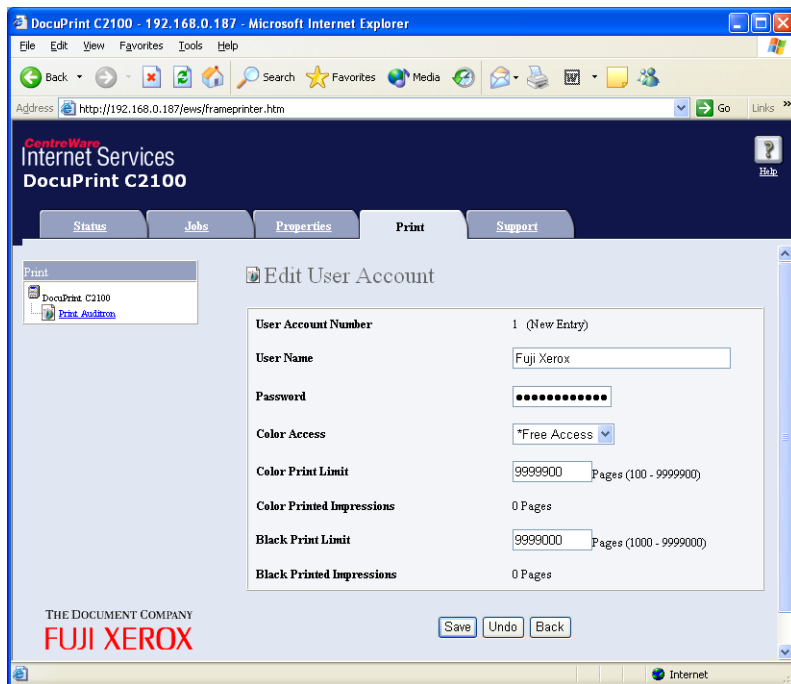 DocuPrint C2100 - 192.168.0.187 - Microsoft Internet Explorer
File Edit View Favorites Tools Help
Back Search Favorites Media
Address http://192.168.0.187/ews/frameprinter.htm Go Links »
CentreWare
Internet Services
DocuPrint C2100
Help
Status Jobs Properties Print Support
Print
DocuPrint C2100
Print Auditron
Edit User Account
User Account Number 1 (New Entry)
User Name Fuji Xerox
Password ●●●●●●●●●●●●
Color Access *Free Access
Color Print Limit 9999900 Pages (100 - 9999900)
Color Printed Impressions 0 Pages
Black Print Limit 9999000 Pages (1000 - 9999000)
Black Printed Impressions 0 Pages
Save Undo Back
THE DOCUMENT COMPANY
FUJI XEROX
Internet